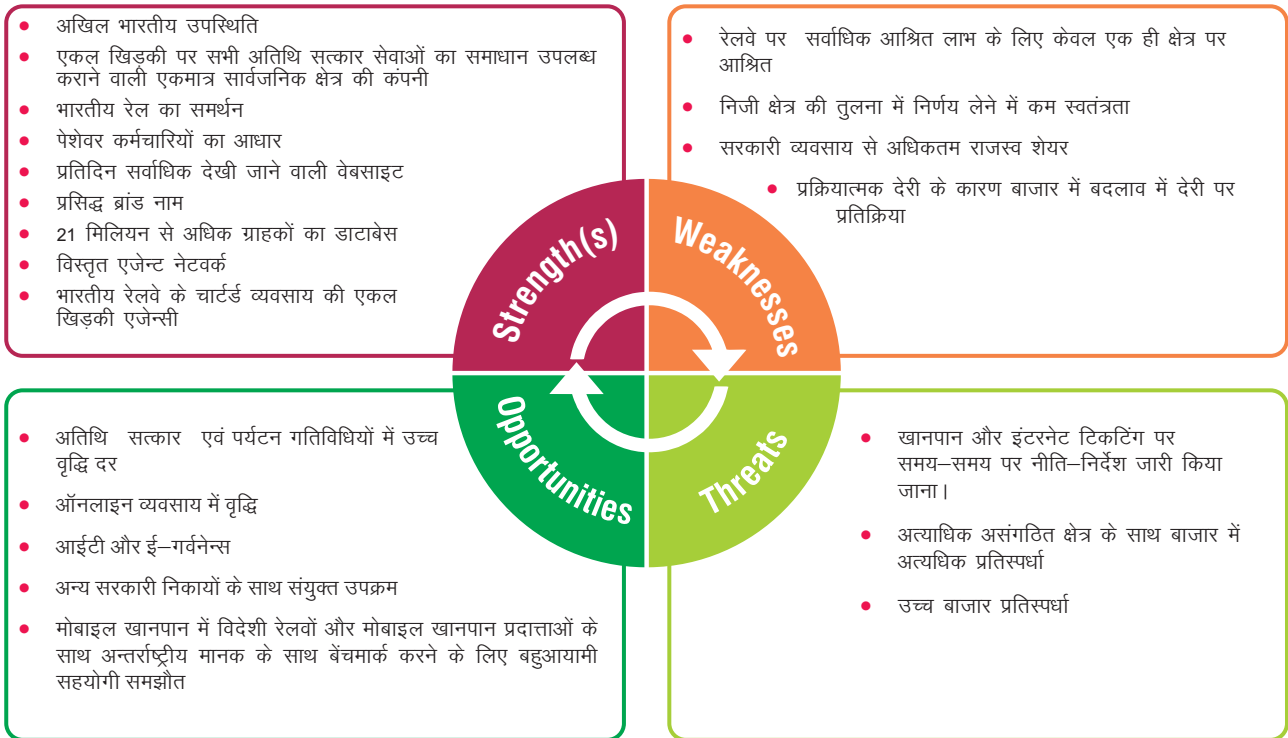 अखिल भारतीय उपस्थिति
एकल खिड़की पर सभी अतिथि सत्कार सेवाओं का समाधान उपलब्ध
कराने वाली एकमात्र सार्वजनिक क्षेत्र की कंपनी
भारतीय रेल का समर्थन
पेशेवर कर्मचारियों का आधार
प्रतिदिन सर्वाधिक देखी जाने वाली वेबसाइट
प्रसिद्ध ब्रांड नाम
21 मिलियन से अधिक ग्राहकों का डाटाबेस
विस्तृत एजेन्ट नेटवर्क
भारतीय रेलवे के चार्टर्ड व्यवसाय की एकल
खिड़की एजेन्सी
रेलवे पर सर्वाधिक आश्रित लाभ के लिए केवल एक ही क्षेत्र पर
आश्रित
निजी क्षेत्र की तुलना में निर्णय लेने में कम स्वतंत्रता
सरकारी व्यवसाय से अधिकतम राजस्व शेयर
प्रक्रियात्मक देरी के कारण बाजार में बदलाव में देरी पर
प्रतिक्रिया
Strength(s)
Weaknesses
Opportunities
Threats
अतिथि सत्कार एवं पर्यटन गतिविधियों में उच्च
वृद्धि दर
ऑनलाइन व्यवसाय में वृद्धि
आईटी और ई–गर्वनेन्स
अन्य सरकारी निकायों के साथ संयुक्त उपक्रम
मोबाइल खानपान में विदेशी रेलवों और मोबाइल खानपान प्रदात्ताओं के
साथ अन्तर्राष्ट्रीय मानक के साथ बेंचमार्क करने के लिए बहुआयामी
सहयोगी समझौत
खानपान और इंटरनेट टिकटिंग पर
समय–समय पर नीति–निर्देश जारी किया
जाना।
अत्याधिक असंगठित क्षेत्र के साथ बाजार में
अत्यधिक प्रतिस्पर्धा
उच्च बाजार प्रतिस्पर्धा